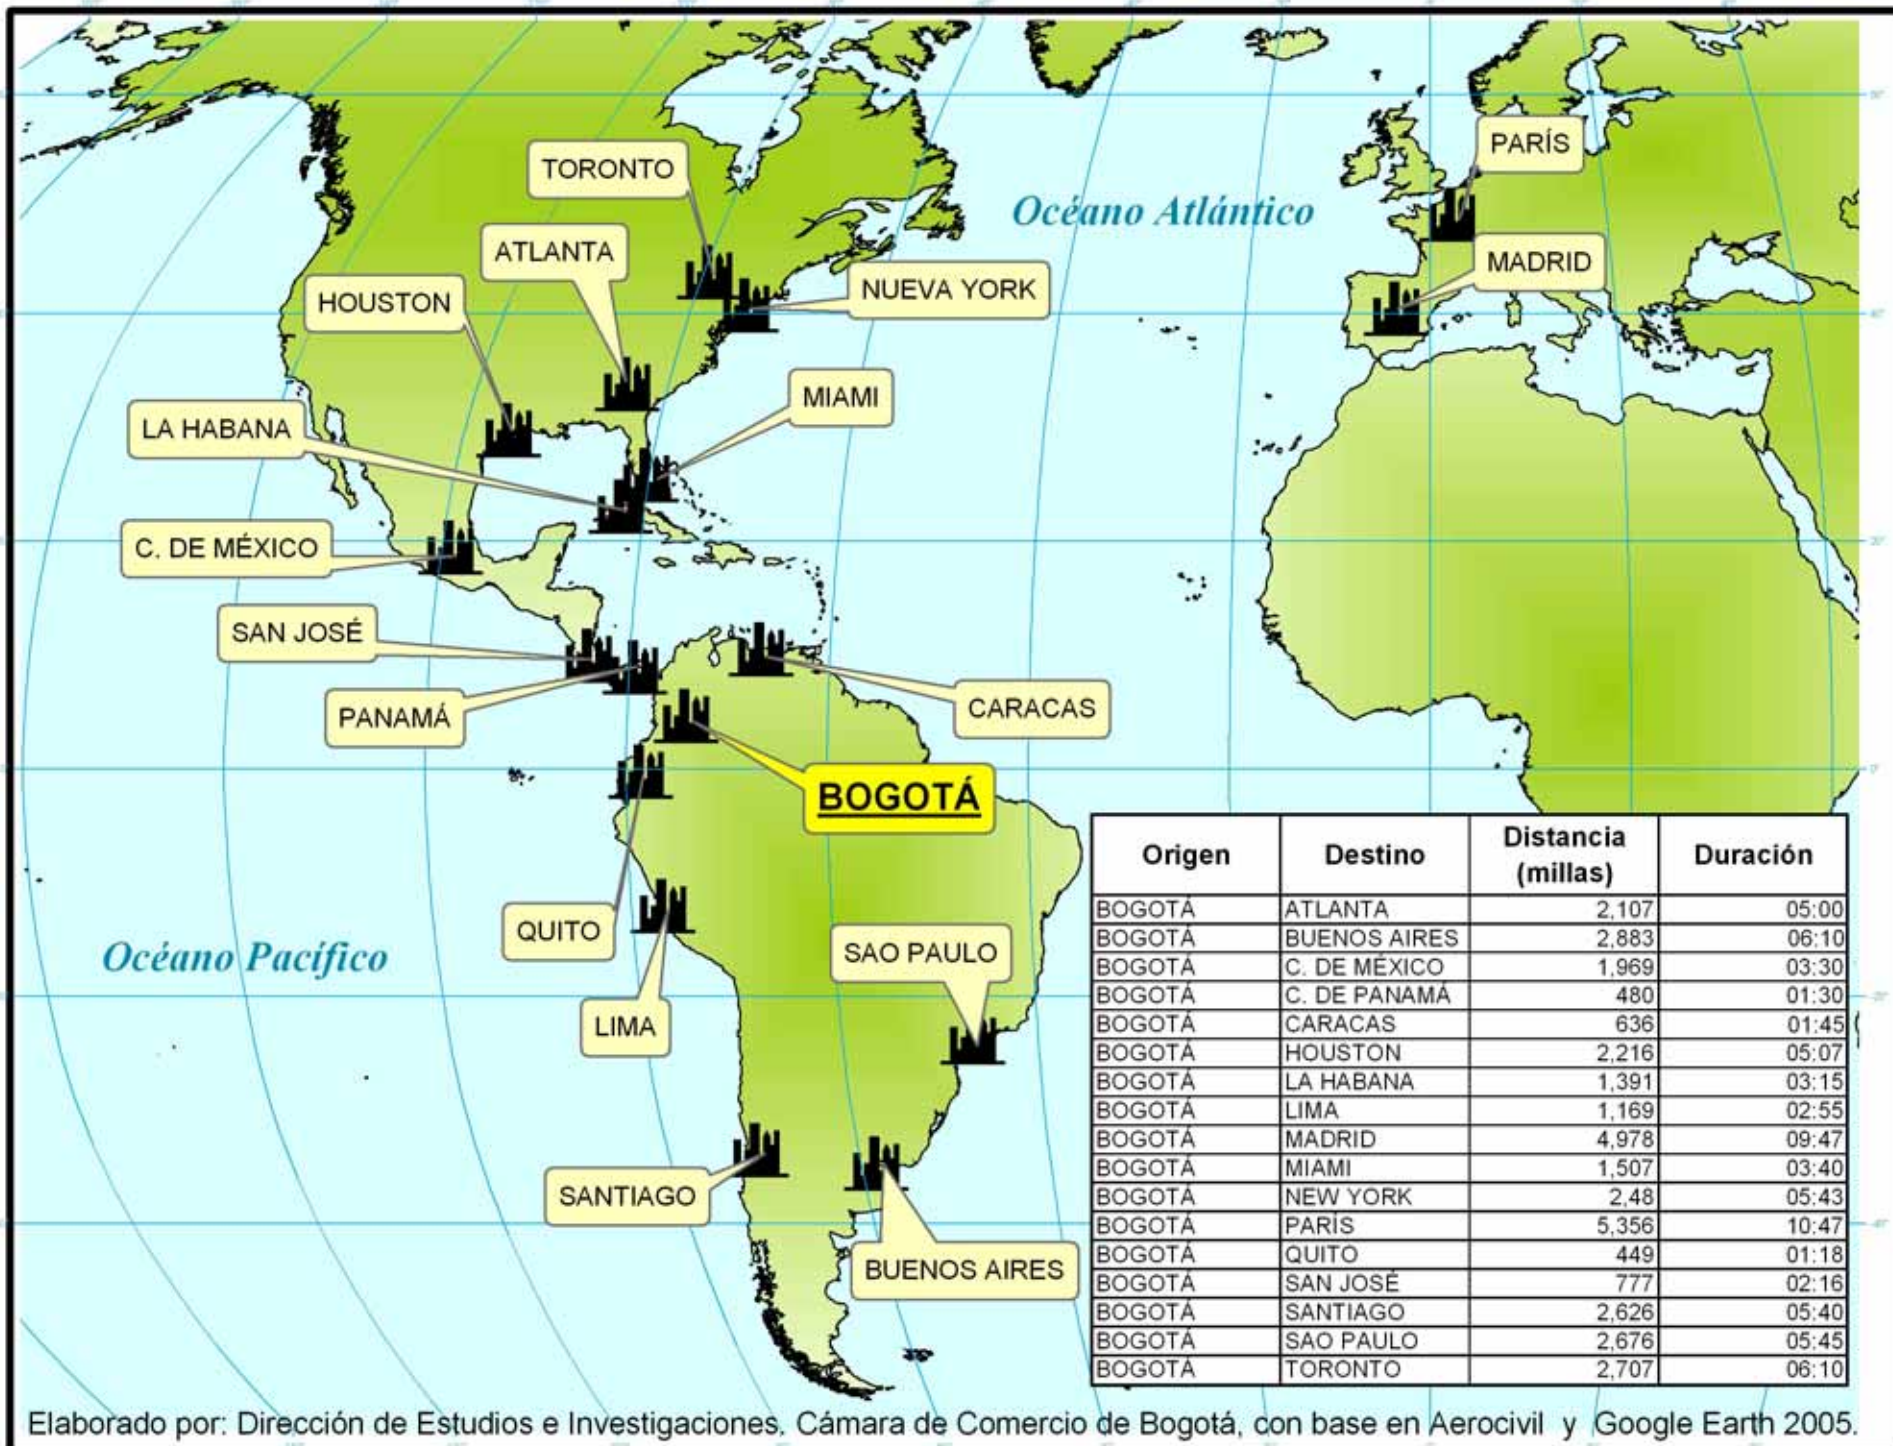 TORONTO
PARÍS
Océano Atlántico
ATLANTA
MADRID
NUEVA YORK
HOUSTON
MIAMI
LA HABANA
C. DE MÉXICO
SAN JOSÉ
PANAMÁ
CARACAS
BOGOTÁ
QUITO
Océano Pacífico
SAO PAULO
LIMA
SANTIAGO
BUENOS AIRES
Origen Destino Distancia (millas) Duración
BOGOTÁ ATLANTA 2,107 05:00
BOGOTÁ BUENOS AIRES 2,883 06:10
BOGOTÁ C. DE MÉXICO 1,969 03:30
BOGOTÁ C. DE PANAMÁ 480 01:30
BOGOTÁ CARACAS 636 01:45
BOGOTÁ HOUSTON 2,216 05:07
BOGOTÁ LA HABANA 1,391 03:15
BOGOTÁ LIMA 1,169 02:55
BOGOTÁ MADRID 4,978 09:47
BOGOTÁ MIAMI 1,507 03:40
BOGOTÁ NEW YORK 2,48 05:43
BOGOTÁ PARÍS 5,356 10:47
BOGOTÁ QUITO 449 01:18
BOGOTÁ SAN JOSÉ 777 02:16
BOGOTÁ SANTIAGO 2,626 05:40
BOGOTÁ SAO PAULO 2,676 05:45
BOGOTÁ TORONTO 2,707 06:10
Elaborado por: Dirección de Estudios e Investigaciones. Cámara de Comercio de Bogotá, con base en Aerocivil y Google Earth 2005.